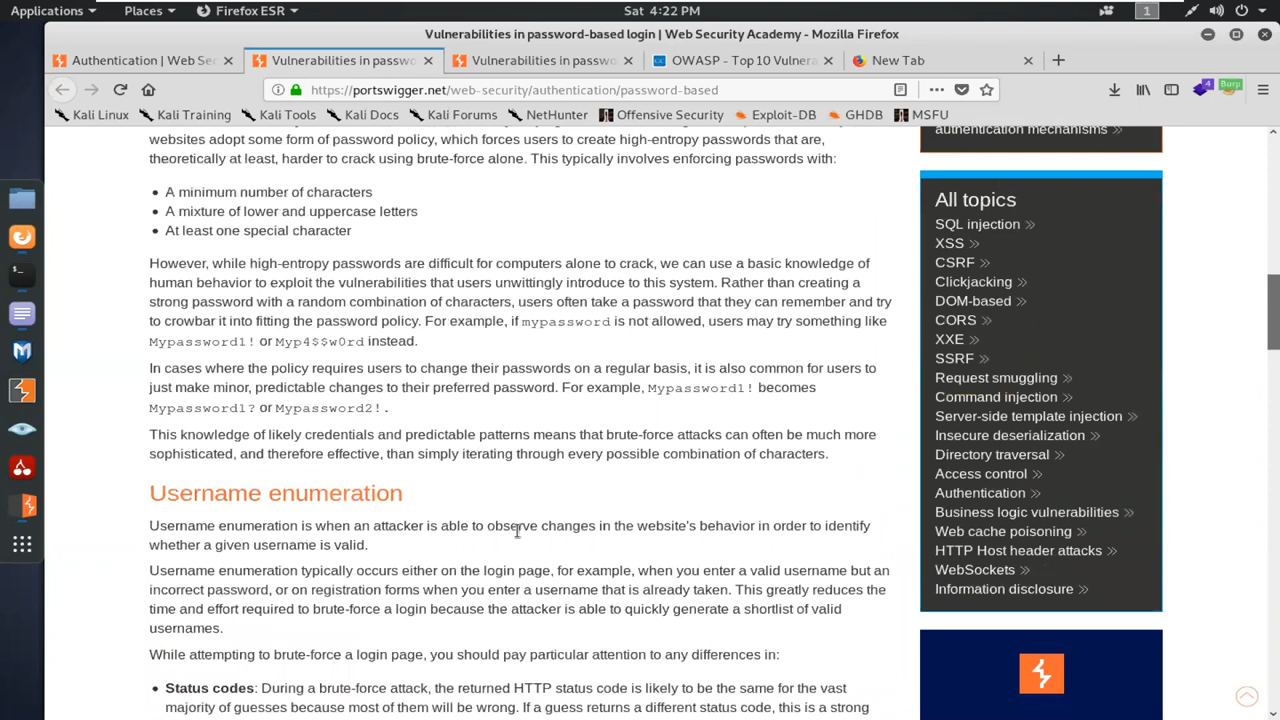 Applications
Places
Firefox ESR
Sat 4:22 PM
1
Vulnerabilities in password-based login | Web Security Academy - Mozilla Firefox
Authentication | Web Sec
Vulnerabilities in passwo
Vulnerabilities in passwo
OWASP - Top 10 Vulnera
New Tab
https://portswigger.net/web-security/authentication/password-based
4
Burp
Kali Linux
Kali Training
Kali Tools
Kali Docs
Kali Forums
NetHunter
Offensive Security
Exploit-DB
GHDB
MSFU
websites adopt some form of password policy, which forces users to create high-entropy passwords that are,
theoretically at least, harder to crack using brute-force alone. This typically involves enforcing passwords with:
• A minimum number of characters
• A mixture of lower and uppercase letters
• At least one special character
However, while high-entropy passwords are difficult for computers alone to crack, we can use a basic knowledge of
human behavior to exploit the vulnerabilities that users unwittingly introduce to this system. Rather than creating a
strong password with a random combination of characters, users often take a password that they can remember and try
to crowbar it into fitting the password policy. For example, if mypassword is not allowed, users may try something like
Mypassword1! or Myp4$$w0rd instead.
In cases where the policy requires users to change their passwords on a regular basis, it is also common for users to
just make minor, predictable changes to their preferred password. For example, Mypassword1! becomes
Mypassword1? or Mypassword2!.
This knowledge of likely credentials and predictable patterns means that brute-force attacks can often be much more
sophisticated, and therefore effective, than simply iterating through every possible combination of characters.
Username enumeration
Username enumeration is when an attacker is able to observe changes in the website's behavior in order to identify
whether a given username is valid.
Username enumeration typically occurs either on the login page, for example, when you enter a valid username but an
incorrect password, or on registration forms when you enter a username that is already taken. This greatly reduces the
time and effort required to brute-force a login because the attacker is able to quickly generate a shortlist of valid
usernames.
While attempting to brute-force a login page, you should pay particular attention to any differences in:
• Status codes: During a brute-force attack, the returned HTTP status code is likely to be the same for the vast
majority of guesses because most of them will be wrong. If a guess returns a different status code, this is a strong
authentication mechanisms »
All topics
SQL injection »
XSS »
CSRF »
Clickjacking »
DOM-based »
CORS »
XXE »
SSRF »
Request smuggling »
Command injection »
Server-side template injection »
Insecure deserialization »
Directory traversal »
Access control »
Authentication »
Business logic vulnerabilities »
Web cache poisoning »
HTTP Host header attacks »
WebSockets »
Information disclosure »